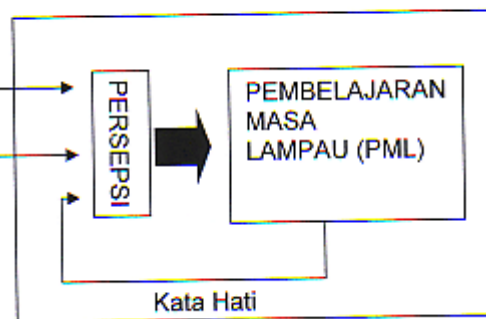 PERSEPSI
PEMBELAJARAN
MASA
LAMPAU (PML)
Kata Hati